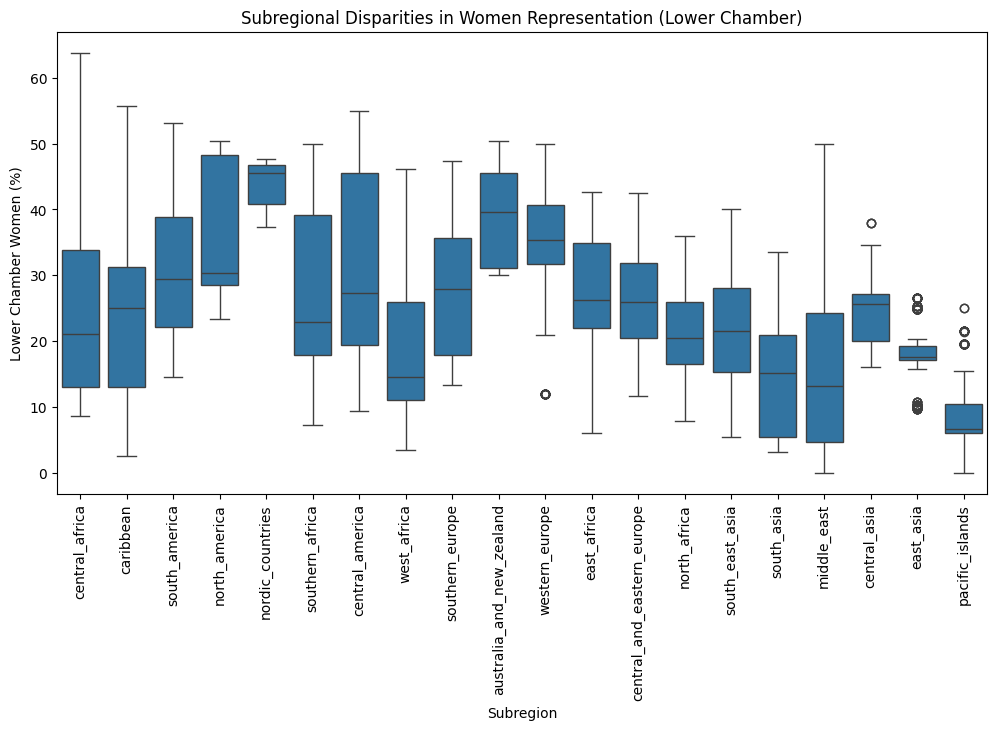 Subregional Disparities in Women Representation (Lower Chamber)
Lower Chamber Women (%)
60
50
40
30
20
10
0
central_africa
caribbean
south_america
north_america
nordic_countries
southern_africa
central_america
west_africa
southern_europe
australia_and_new_zealand
western_europe
east_africa
central_and_eastern_europe
north_africa
south_east_asia
south_asia
middle_east
central_asia
east_asia
pacific_islands
Subregion